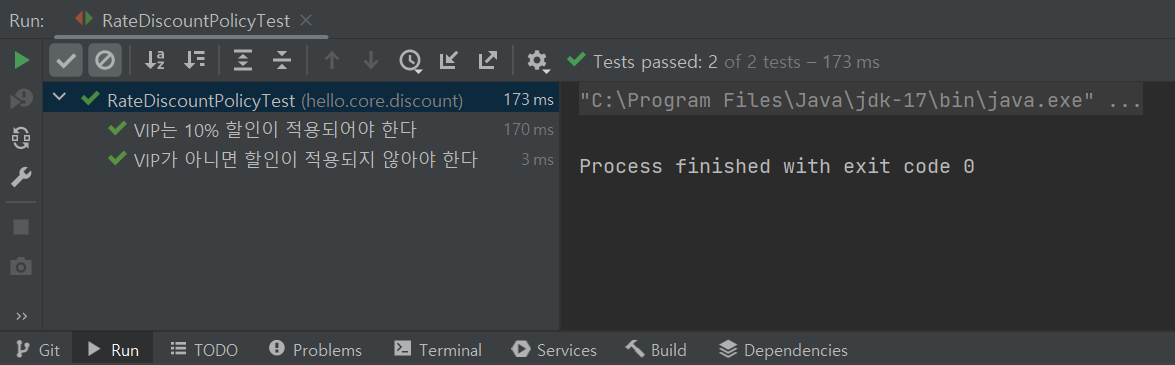 Run: RateDiscountPolicyTest
Tests passed: 2 of 2 tests – 173 ms
RateDiscountPolicyTest (hello.core.discount) 173 ms
VIP는 10% 할인이 적용되어야 한다 170 ms
VIP가 아니면 할인이 적용되지 않아야 한다 3 ms
"C:\Program Files\Java\jdk-17\bin\java.exe" ...
Process finished with exit code 0
Git Run TODO Problems Terminal Services Build Dependencies